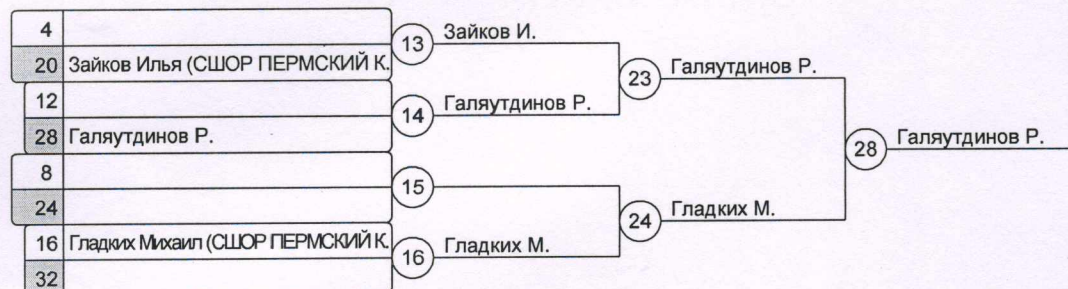 4
13 Зайков И.
20 Зайков Илья (СШОР ПЕРМСКИЙ К.
23 Галяутдинов Р.
12
14 Галяутдинов Р.
28 Галяутдинов Р.
28 Галяутдинов Р.
8
15
24
24 Гладких М.
16 Гладких Михаил (СШОР ПЕРМСКИЙ К.
16 Гладких М.
32